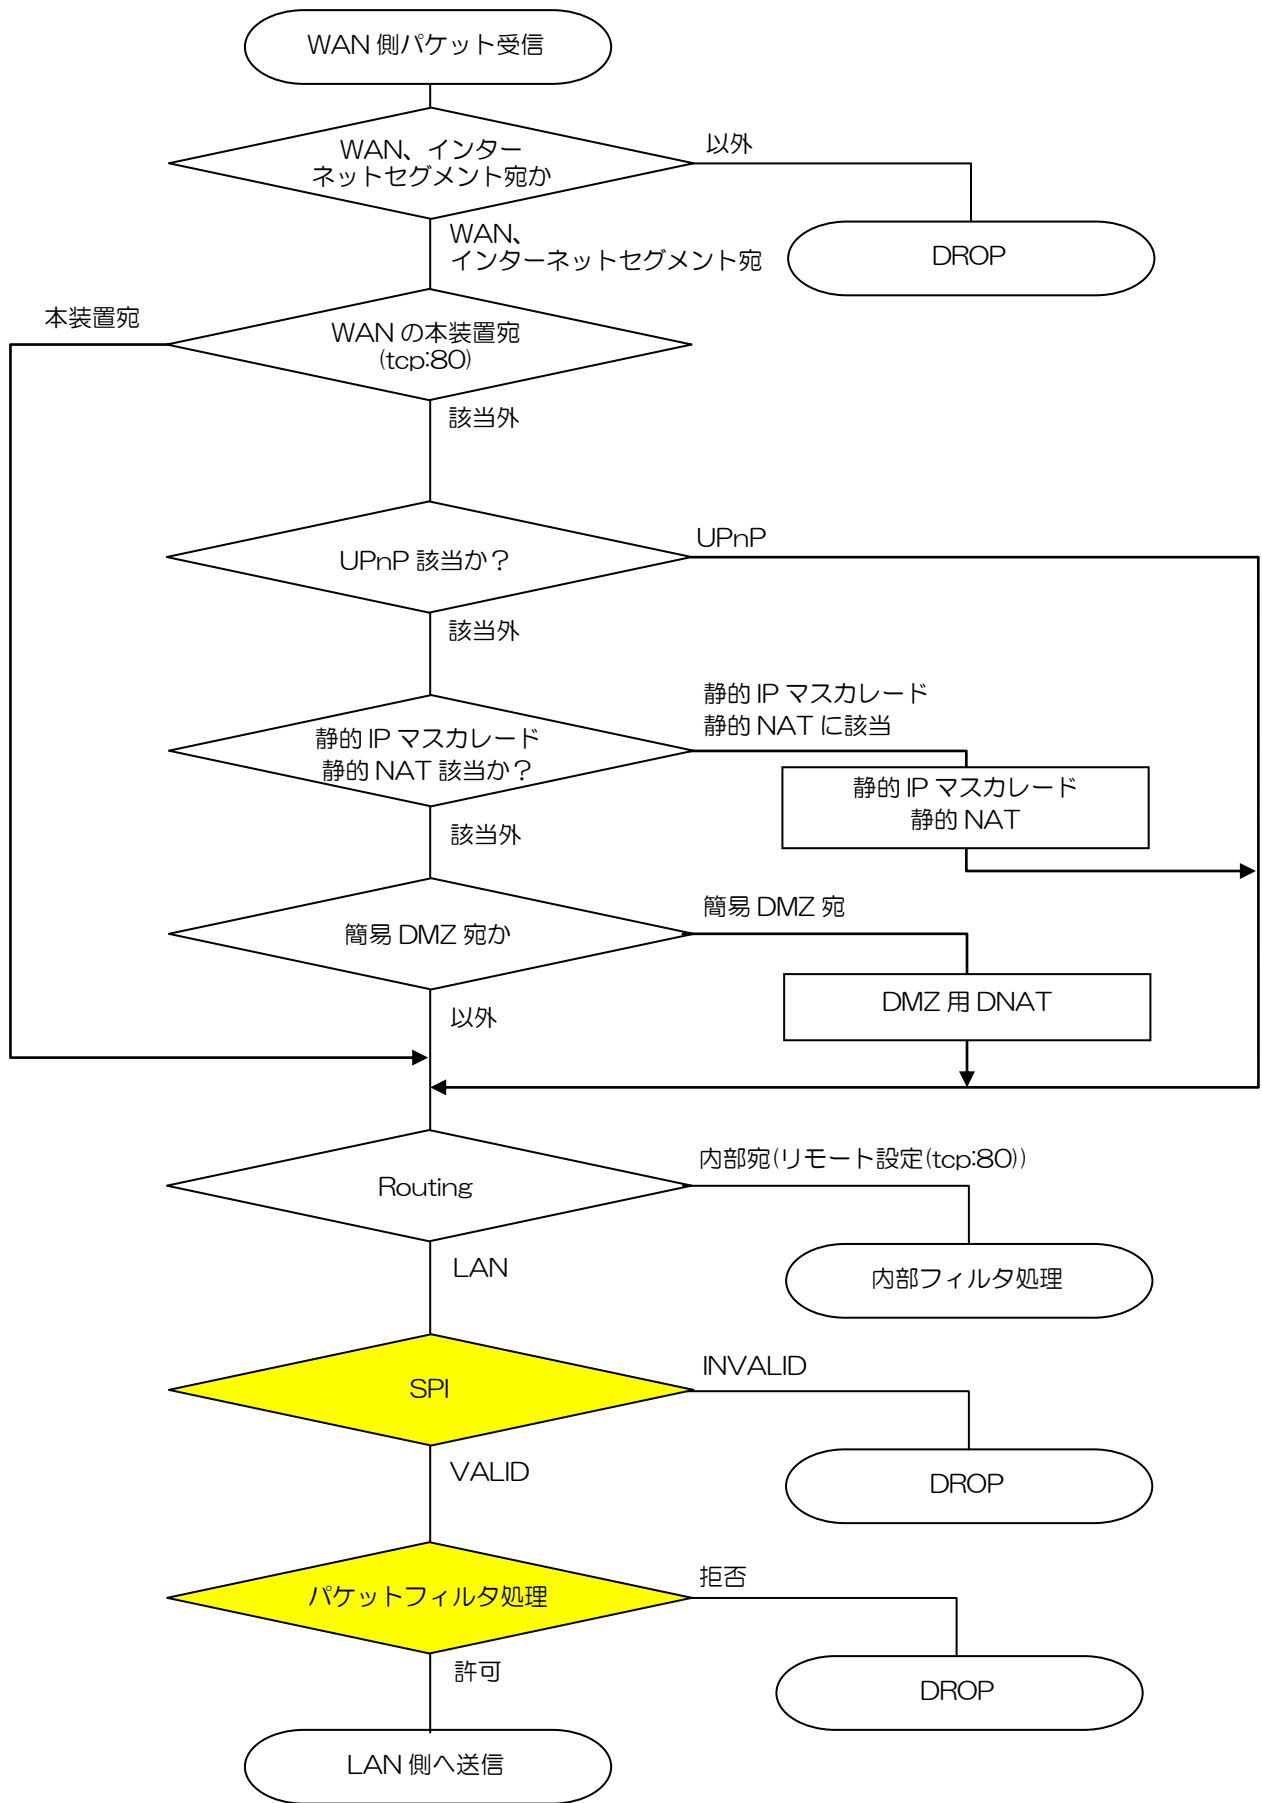 WAN 側パケット受信
WAN、インター
ネットセグメント宛か
以外
DROP
WAN、
インターネットセグメント宛
本装置宛
WAN の本装置宛
(tcp:80)
該当外
UPnP 該当か？
UPnP
該当外
静的 IP マスカレード
静的 NAT に該当
静的 IP マスカレード
静的 NAT 該当か？
静的 IP マスカレード
静的 NAT
該当外
簡易 DMZ 宛か
簡易 DMZ 宛
DMZ 用 DNAT
以外
Routing
内部宛(リモート設定(tcp:80))
内部フィルタ処理
LAN
SPI
INVALID
DROP
VALID
パケットフィルタ処理
拒否
DROP
許可
LAN 側へ送信